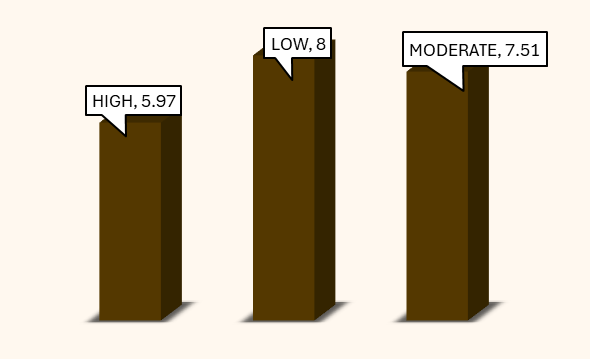 HIGH, 5.97
LOW, 8
MODERATE, 7.51